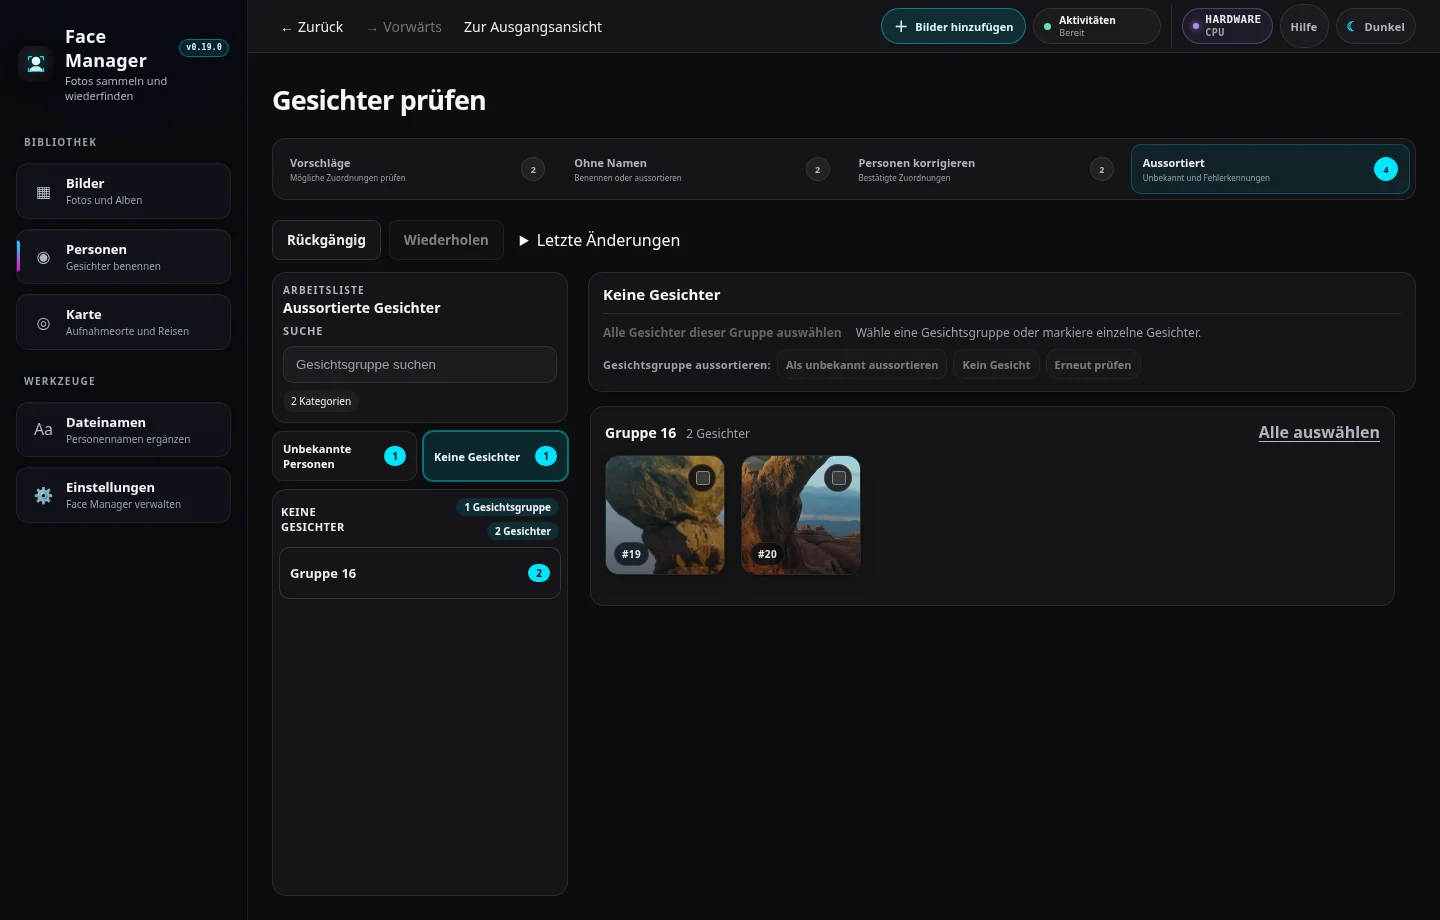 Face
Manager
v0.19.0
Fotos sammeln und
wiederfinden
BIBLIOTHEK
Bilder
Fotos und Alben
Personen
Gesichter benennen
Karte
Aufnahmeorte und Reisen
WERKZEUGE
Aa
Dateinamen
Personennamen ergänzen
Einstellungen
Face Manager verwalten
← Zurück
→ Vorwärts
Zur Ausgangsansicht
+ Bilder hinzufügen
Aktivitäten
Bereit
HARDWARE
CPU
Hilfe
Dunkel
Gesichter prüfen
Vorschläge
Mögliche Zuordnungen prüfen
2
Ohne Namen
Benennen oder aussortieren
2
Personen korrigieren
Bestätigte Zuordnungen
2
Aussortiert
Unbekannt und Fehlerkennungen
4
Rückgängig
Wiederholen
▶ Letzte Änderungen
ARBEITSLISTE
Aussortierte Gesichter
SUCHE
Gesichtsgruppe suchen
2 Kategorien
Unbekannte
Personen
1
Keine Gesichter
1
KEINE
GESICHTER
1 Gesichtsgruppe
2 Gesichter
Gruppe 16
2
Keine Gesichter
Alle Gesichter dieser Gruppe auswählen
Wähle eine Gesichtsgruppe oder markiere einzelne Gesichter.
Gesichtsgruppe aussortieren:
Als unbekannt aussortieren
Kein Gesicht
Erneut prüfen
Gruppe 16
2 Gesichter
Alle auswählen
#19
#20